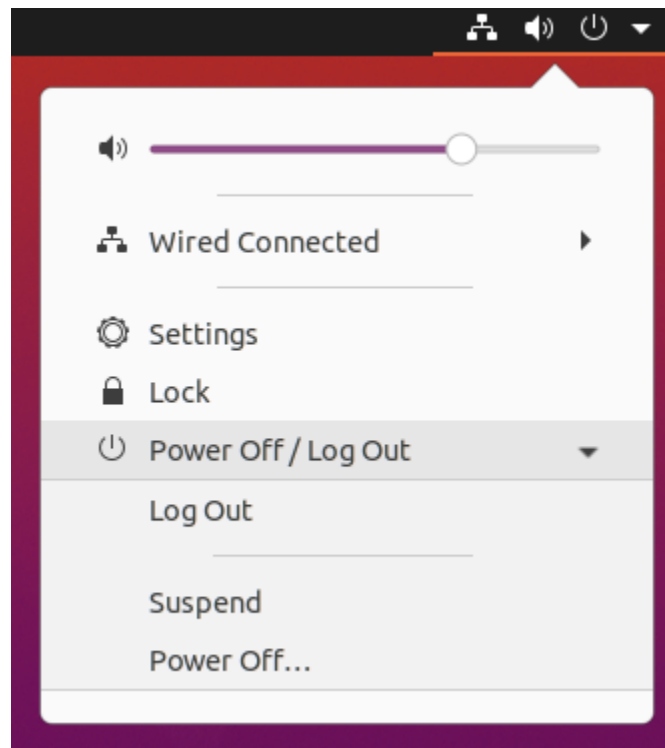 Wired Connected
Settings
Lock
Power Off / Log Out
Log Out
Suspend
Power Off...